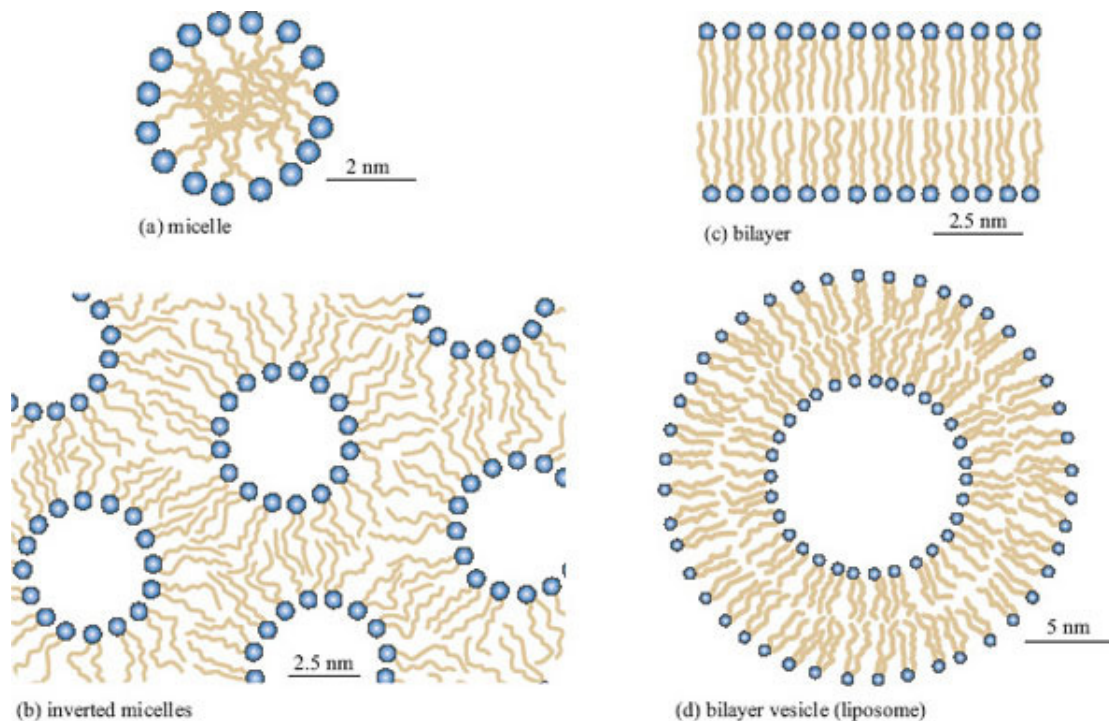 2 nm
(a) micelle
2.5 nm
(c) bilayer
2.5 nm
(b) inverted micelles
5 nm
(d) bilayer vesicle (liposome)